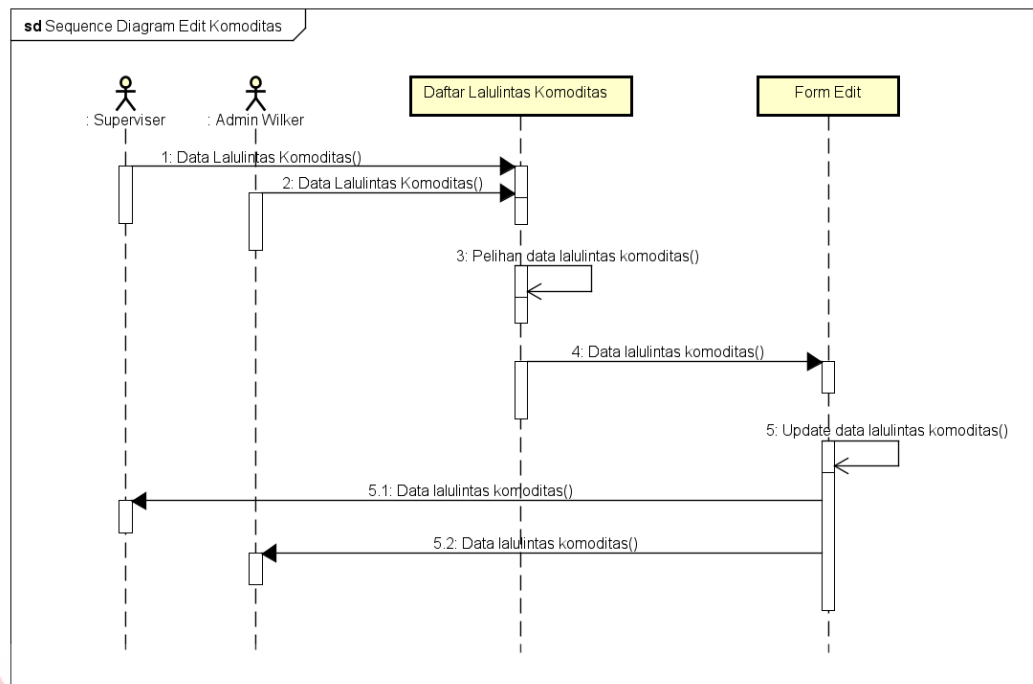 sd Sequence Diagram Edit Komoditas
: Superviser
: Admin Wilker
Daftar Lalulintas Komoditas
Form Edit
1: Data Lalulintas Komoditas()
2: Data Lalulintas Komoditas()
3: Pelihan data lalulintas komoditas()
4: Data lalulintas komoditas()
5: Update data lalulintas komoditas()
5.1: Data lalulintas komoditas()
5.2: Data lalulintas komoditas()